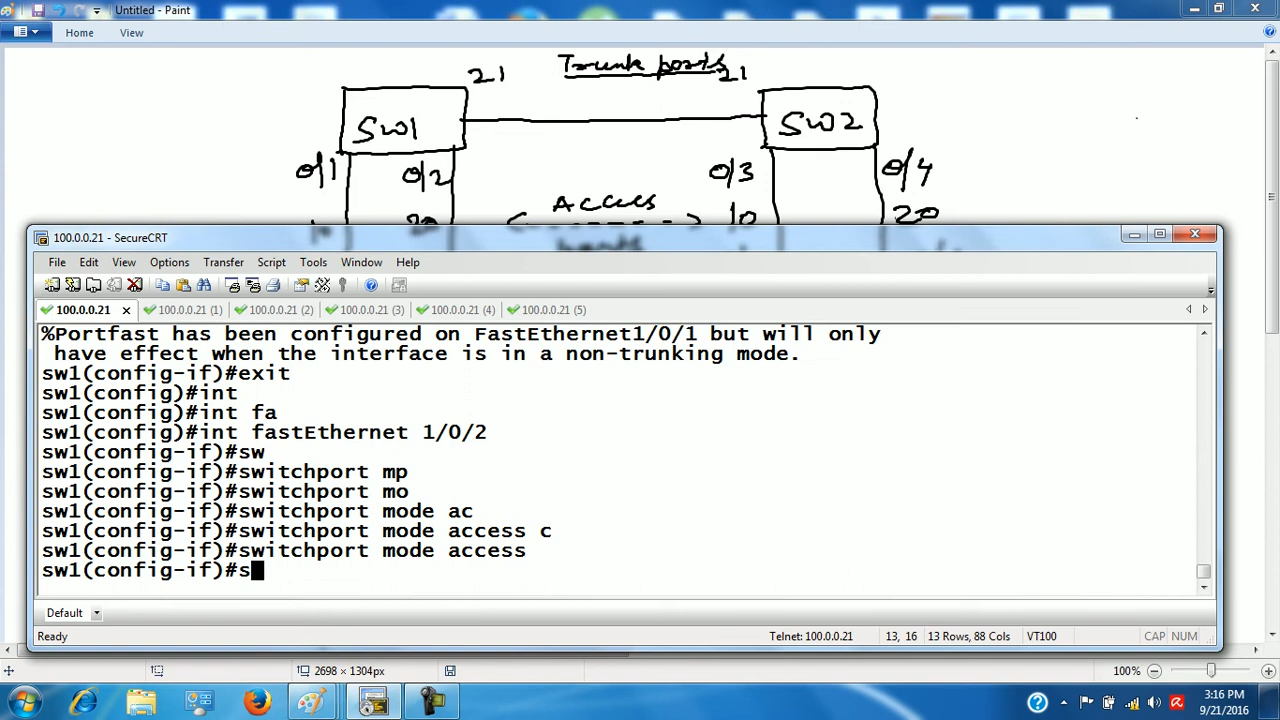 Untitled - Paint
Home View
Trunk ports
21 21
SW1 SW2
0/1 0/2 0/3 0/4
Access
10 20 10 20
ports
100.0.0.21 - SecureCRT
File Edit View Options Transfer Script Tools Window Help
100.0.0.21 100.0.0.21 (1) 100.0.0.21 (2) 100.0.0.21 (3) 100.0.0.21 (4) 100.0.0.21 (5)
%Portfast has been configured on FastEthernet1/0/1 but will only
have effect when the interface is in a non-trunking mode.
sw1(config-if)#exit
sw1(config)#int
sw1(config)#int fa
sw1(config)#int fastEthernet 1/0/2
sw1(config-if)#sw
sw1(config-if)#switchport mp
sw1(config-if)#switchport mo
sw1(config-if)#switchport mode ac
sw1(config-if)#switchport mode access c
sw1(config-if)#switchport mode access
sw1(config-if)#s
Default
Ready Telnet: 100.0.0.21 13, 16 13 Rows, 88 Cols VT100 CAP NUM
2698 × 1304px 100%
3:16 PM
9/21/2016